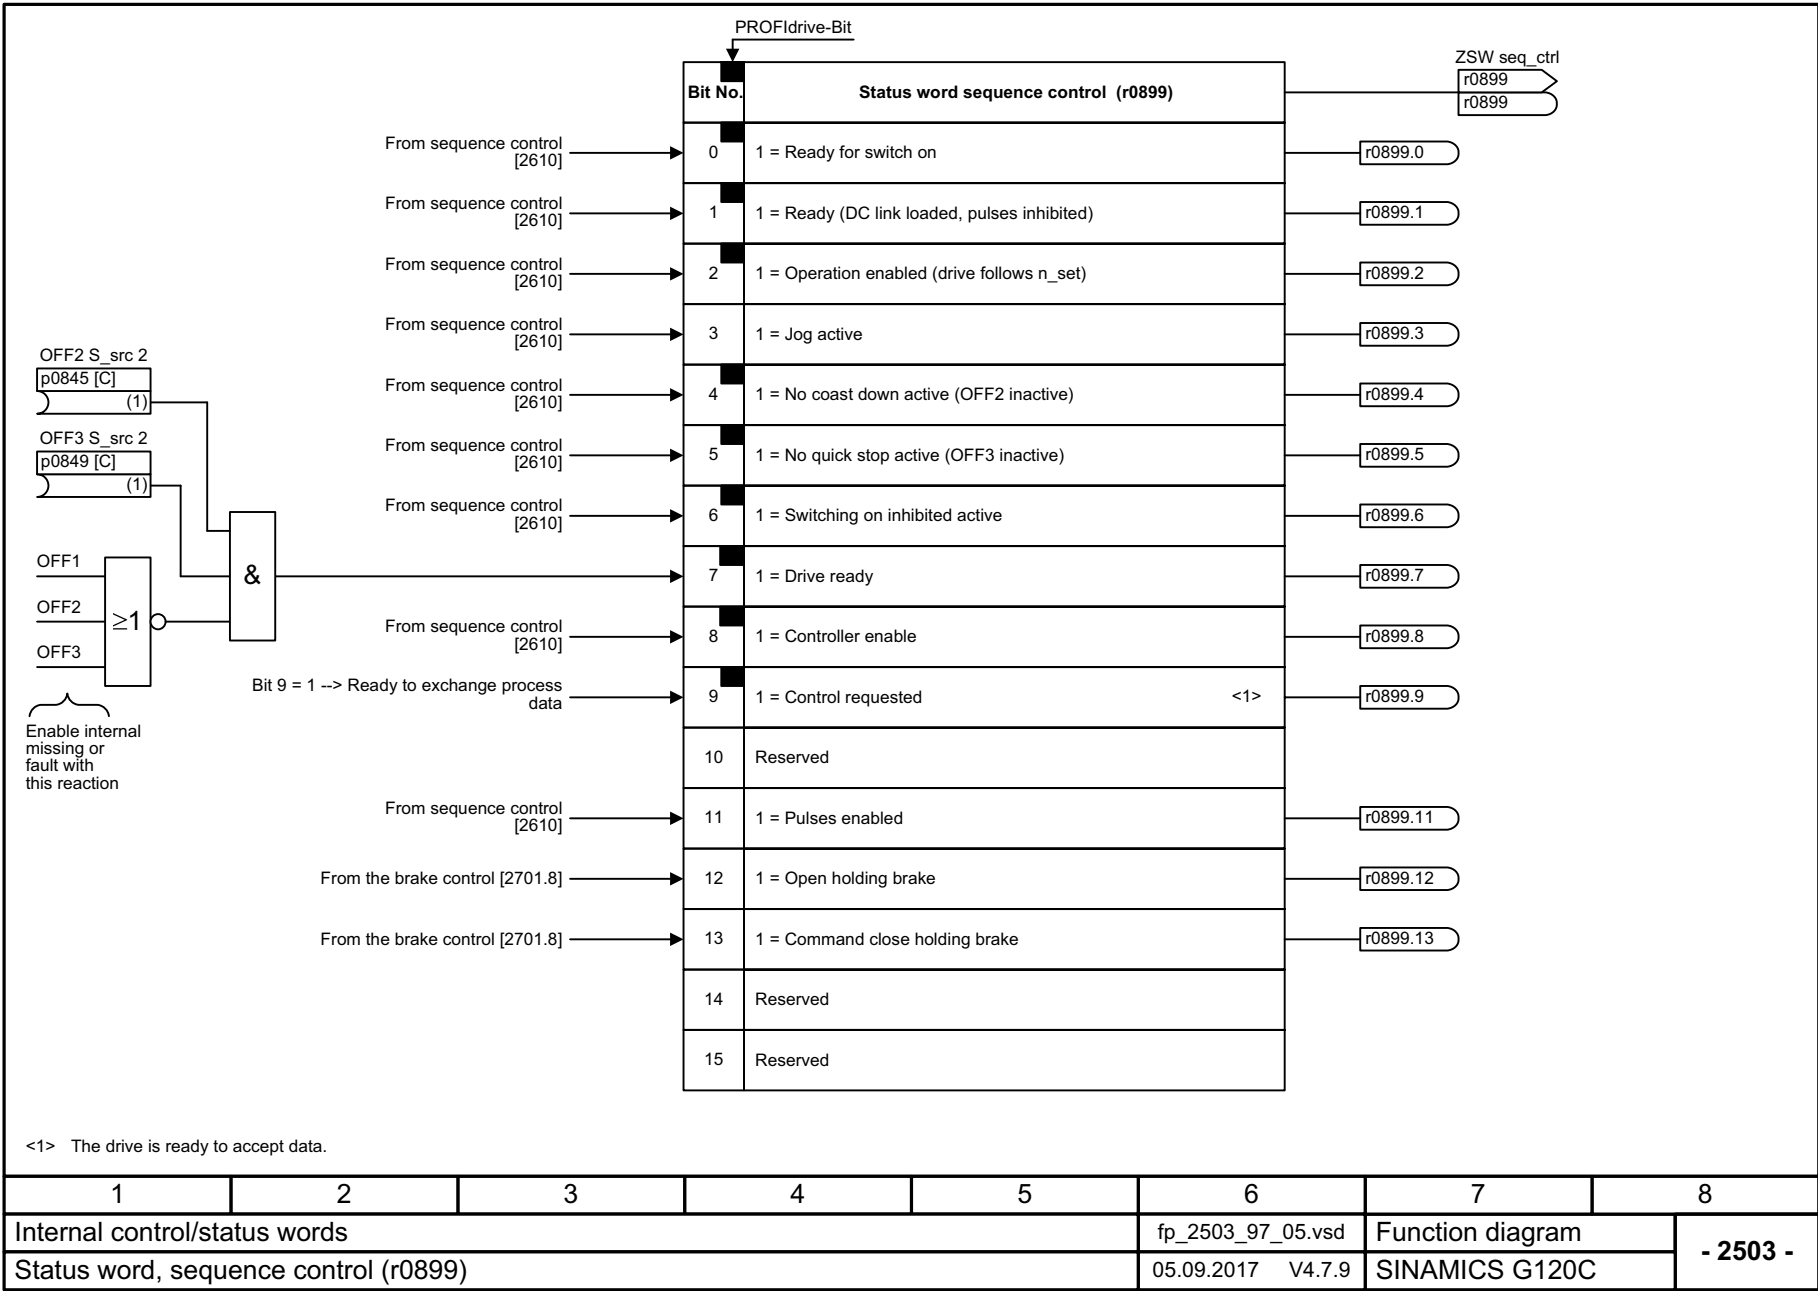 PROFIdrive-Bit
ZSW seq_ctrl
r0899
r0899
Bit No.
Status word sequence control (r0899)
From sequence control
[2610]
0
1 = Ready for switch on
r0899.0
From sequence control
[2610]
1
1 = Ready (DC link loaded, pulses inhibited)
r0899.1
From sequence control
[2610]
2
1 = Operation enabled (drive follows n_set)
r0899.2
From sequence control
[2610]
3
1 = Jog active
r0899.3
OFF2 S_src 2
p0845 [C]
(1)
From sequence control
[2610]
4
1 = No coast down active (OFF2 inactive)
r0899.4
OFF3 S_src 2
p0849 [C]
(1)
From sequence control
[2610]
5
1 = No quick stop active (OFF3 inactive)
r0899.5
From sequence control
[2610]
6
1 = Switching on inhibited active
r0899.6
OFF1
OFF2
OFF3
≥1
&
7
1 = Drive ready
r0899.7
From sequence control
[2610]
8
1 = Controller enable
r0899.8
Enable internal
missing or
fault with
this reaction
Bit 9 = 1 --> Ready to exchange process
data
9
1 = Control requested <1>
r0899.9
10
Reserved
From sequence control
[2610]
11
1 = Pulses enabled
r0899.11
From the brake control [2701.8]
12
1 = Open holding brake
r0899.12
From the brake control [2701.8]
13
1 = Command close holding brake
r0899.13
14
Reserved
15
Reserved
<1> The drive is ready to accept data.
1 2 3 4 5 6 7 8
Internal control/status words
fp_2503_97_05.vsd
Function diagram
- 2503 -
Status word, sequence control (r0899)
05.09.2017 V4.7.9
SINAMICS G120C